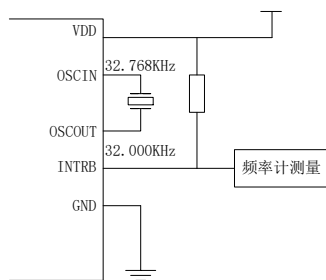 VDD
OSCIN
32.768KHz
OSCOUT
32.000KHz
INTRB
频率计测量
GND